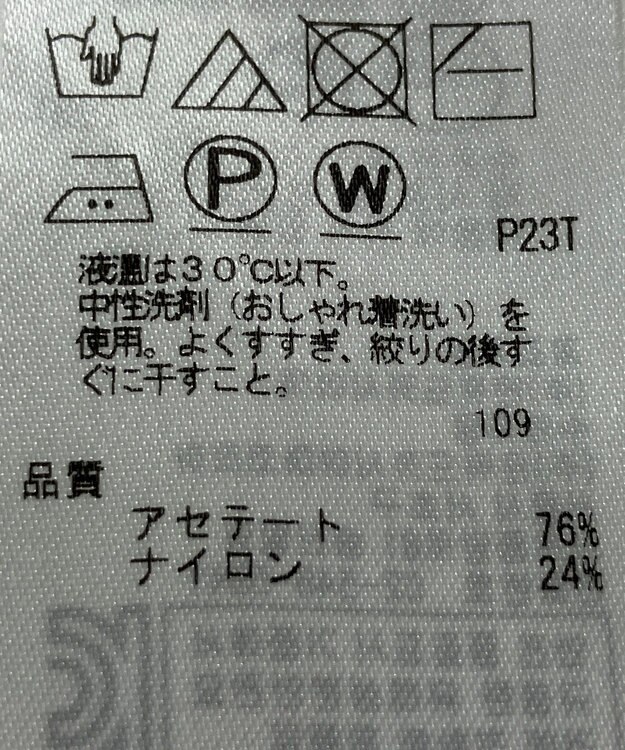 P
W
P23T
液温は30℃以下。
中性洗剤（おしゃれ着洗い）を
使用。よくすすぎ、絞りの後す
ぐに干すこと。
109
品質
アセテート 76%
ナイロン 24%